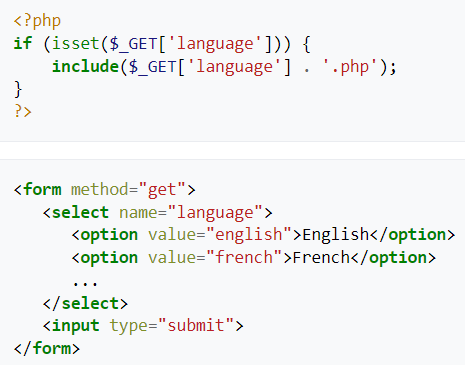 <?php
if (isset($_GET['language'])) {
    include($_GET['language'] . '.php');
}
?>
<form method="get">
   <select name="language">
      <option value="english">English</option>
      <option value="french">French</option>
      ...
   </select>
   <input type="submit">
</form>